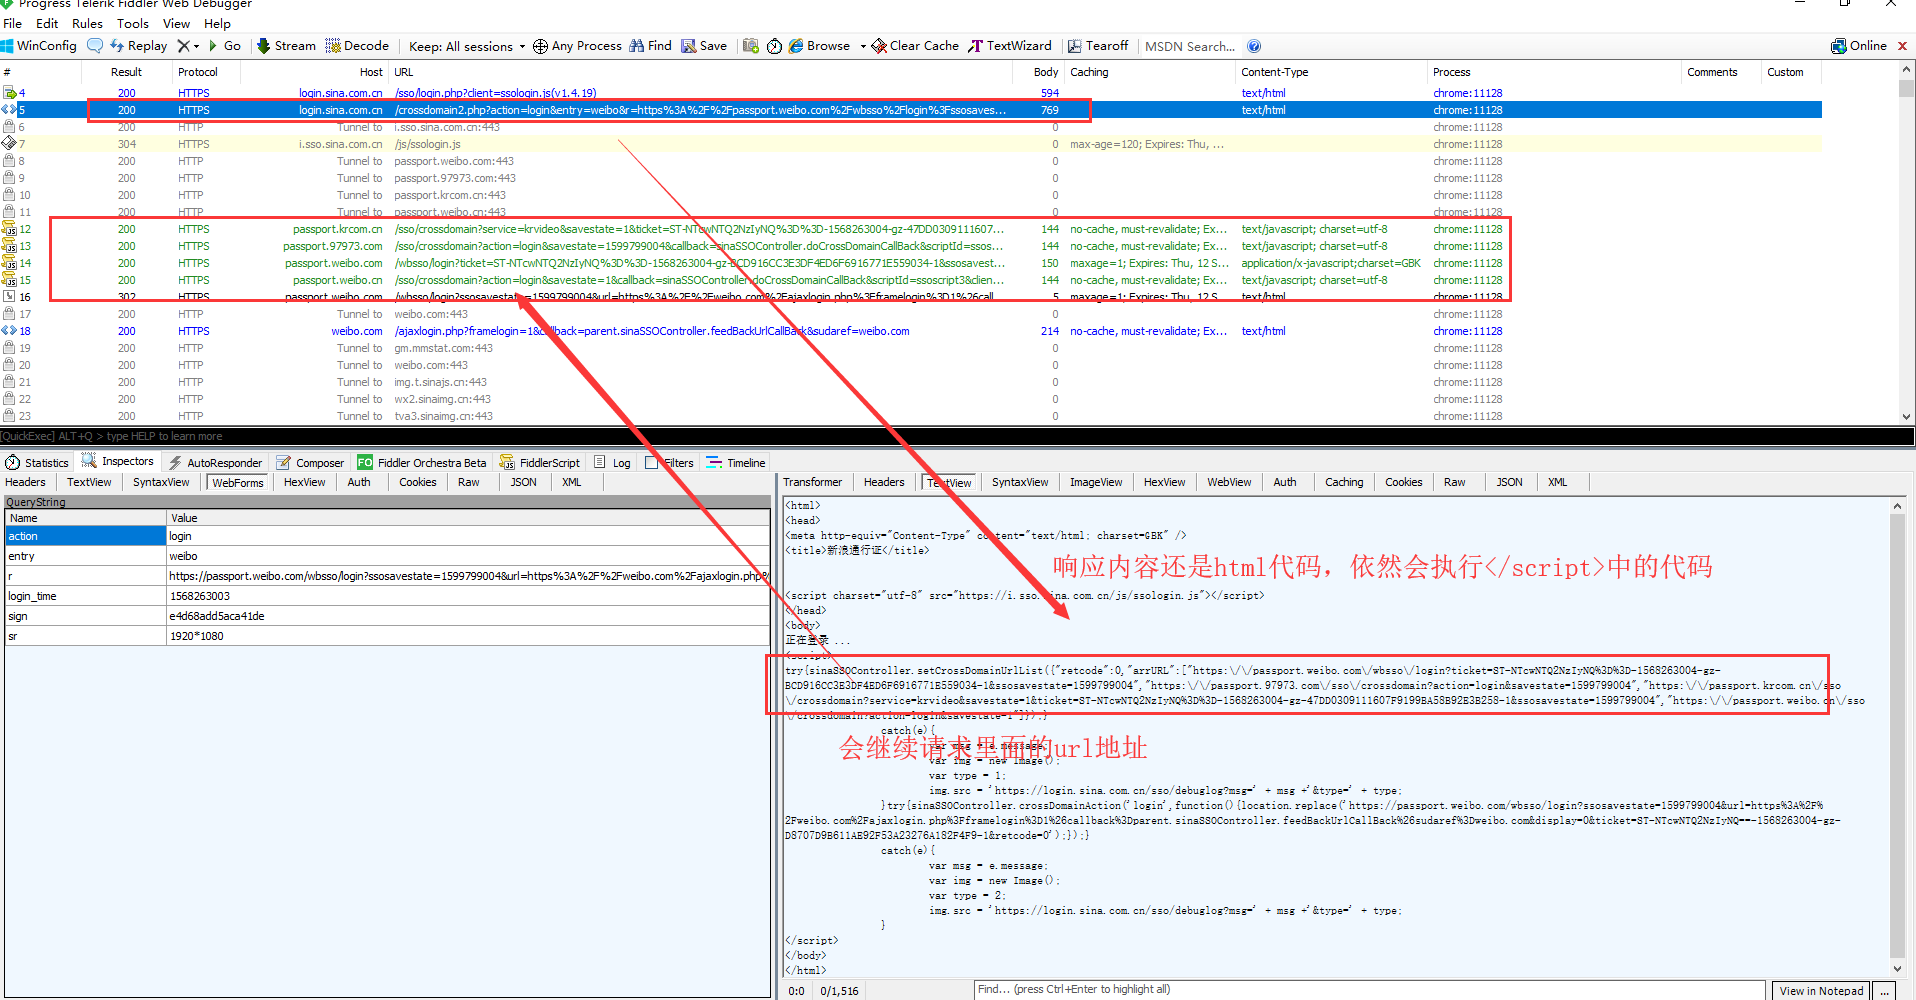 Progress Telerik Fiddler Web Debugger
File Edit Rules Tools View Help
WinConfig Replay Go Stream Decode Keep: All sessions Any Process Find Save Browse Clear Cache TextWizard Tearoff MSDN Search... Online
# Result Protocol Host URL Body Caching Content-Type Process Comments Custom
4 200 HTTPS login.sina.com.cn /sso/login.php?client=ssologin.js(v1.4.19) 594 text/html chrome:11128
5 200 HTTPS login.sina.com.cn /crossdomain2.php?action=login&entry=weibo&r=https%3A%2F%2Fpassport.weibo.com%2Fwbsso%2Flogin%3Fssosaves... 769 text/html chrome:11128
6 200 HTTP Tunnel to i.sso.sina.com.cn:443 0 chrome:11128
7 304 HTTPS i.sso.sina.com.cn /js/ssologin.js 0 max-age=120; Expires: Thu, ... chrome:11128
8 200 HTTP Tunnel to passport.weibo.com:443 0 chrome:11128
9 200 HTTP Tunnel to passport.97973.com:443 0 chrome:11128
10 200 HTTP Tunnel to passport.krcom.cn:443 0 chrome:11128
11 200 HTTP Tunnel to passport.weibo.cn:443 0 chrome:11128
12 200 HTTPS passport.krcom.cn /sso/crossdomain?service=krvideo&savestate=1&ticket=ST-NTcwNTQ2NzIyNQ%3D%3D-1568263004-gz-47DD0309111607F... 144 no-cache, must-revalidate; Ex... text/javascript; charset=utf-8 chrome:11128
13 200 HTTPS passport.97973.com /sso/crossdomain?action=login&savestate=1599799004&callback=sinaSSOController.doCrossDomainCallBack&scriptId=ssos... 144 no-cache, must-revalidate; Ex... text/javascript; charset=utf-8 chrome:11128
14 200 HTTPS passport.weibo.com /wbsso/login?ticket=ST-NTcwNTQ2NzIyNQ%3D%3D-1568263004-gz-BCD916CC3E3DF4ED6F6916771E559034-1&ssosavest... 150 maxage=1; Expires: Thu, 12 S... application/x-javascript;charset=GBK chrome:11128
15 200 HTTPS passport.weibo.cn /sso/crossdomain?action=login&savestate=1&callback=sinaSSOController.doCrossDomainCallBack&scriptId=ssoscript3&clien... 144 no-cache, must-revalidate; Ex... text/javascript; charset=utf-8 chrome:11128
16 302 HTTPS passport.weibo.com /wbsso/login?ssosavestate=1599799004&url=https%3A%2F%2Fweibo.com%2Fajaxlogin.php%3Fframelogin%3D1%26call... 5 maxage=1; Expires: Thu, 12 S... text/html chrome:11128
17 200 HTTP Tunnel to weibo.com:443 0 chrome:11128
18 200 HTTPS weibo.com /ajaxlogin.php?framelogin=1&callback=parent.sinaSSOController.feedBackUrlCallBack&sudaref=weibo.com 214 no-cache, must-revalidate; Ex... text/html chrome:11128
19 200 HTTP Tunnel to gm.mmstat.com:443 0 chrome:11128
20 200 HTTP Tunnel to weibo.com:443 0 chrome:11128
21 200 HTTP Tunnel to img.t.sinajs.cn:443 0 chrome:11128
22 200 HTTP Tunnel to wx2.sinaimg.cn:443 0 chrome:11128
23 200 HTTP Tunnel to tva3.sinaimg.cn:443 0 chrome:11128
[QuickExec] ALT+Q > type HELP to learn more
Statistics Inspectors AutoResponder Composer FO Fiddler Orchestra Beta FiddlerScript Log Filters Timeline
Headers TextView SyntaxView WebForms HexView Auth Cookies Raw JSON XML
QueryString
Name Value
action login
entry weibo
r https://passport.weibo.com/wbsso/login?ssosavestate=1599799004&url=https%3A%2F%2Fweibo.com%2Fajaxlogin.php%
login_time 1568263003
sign e4d68add5aca41de
sr 1920*1080
Transformer Headers TextView SyntaxView ImageView HexView WebView Auth Caching Cookies Raw JSON XML
<html>
<head>
<meta http-equiv="Content-Type" content="text/html; charset=GBK" />
<title>新浪通行证</title>
响应内容还是html代码，依然会执行</script>中的代码
<script charset="utf-8" src="https://i.sso.sina.com.cn/js/ssologin.js"></script>
</head>
<body>
正在登录 ...
<script>
try{sinaSSOController.setCrossDomainUrlList({"retcode":0,"arrURL":["https:\/\/passport.weibo.com\/wbsso\/login?ticket=ST-NTcwNTQ2NzIyNQ%3D%3D-1568263004-gz-
BCD916CC3E3DF4ED6F6916771E559034-1&ssosavestate=1599799004","https:\/\/passport.97973.com\/sso\/crossdomain?action=login&savestate=1599799004","https:\/\/passport.krcom.cn\/sso
\/crossdomain?service=krvideo&savestate=1&ticket=ST-NTcwNTQ2NzIyNQ%3D%3D-1568263004-gz-47DD0309111607F9199BA58B92E3B258-1&ssosavestate=1599799004","https:\/\/passport.weibo.cn\/sso
\/crossdomain?action=login&savestate=1"]});}
catch(e){
会继续请求里面的url地址
var msg = e.message;
var img = new Image();
var type = 1;
img.src = 'https://login.sina.com.cn/sso/debuglog?msg=' + msg +'&type=' + type;
}try{sinaSSOController.crossDomainAction('login',function(){location.replace('https://passport.weibo.com/wbsso/login?ssosavestate=1599799004&url=https%3A%2F%
2Fweibo.com%2Fajaxlogin.php%3Fframelogin%3D1%26callback%3Dparent.sinaSSOController.feedBackUrlCallBack%26sudaref%3Dweibo.com&display=0&ticket=ST-NTcwNTQ2NzIyNQ==-1568263004-gz-
D8707D9B611AE92F53A23276A182F4F9-1&retcode=0');});}
catch(e){
var msg = e.message;
var img = new Image();
var type = 2;
img.src = 'https://login.sina.com.cn/sso/debuglog?msg=' + msg +'&type=' + type;
}
</script>
</body>
</html>
0:0 0/1,516 Find... (press Ctrl+Enter to highlight all) View in Notepad ...